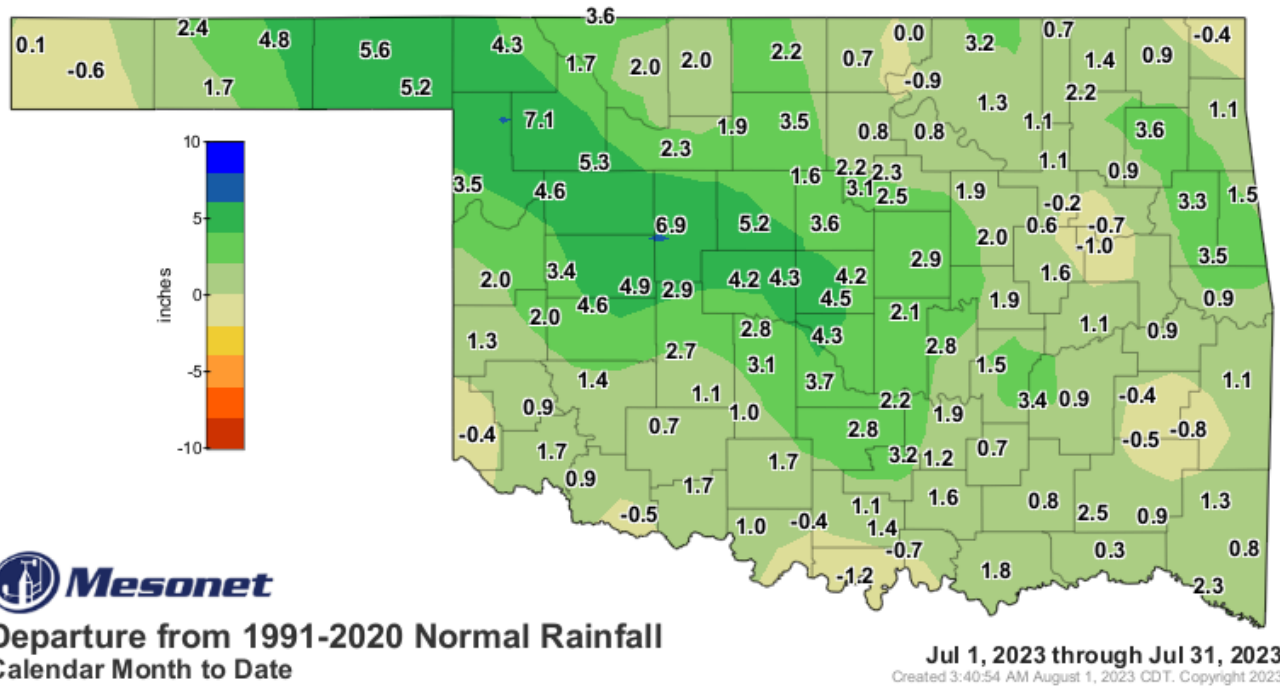 3.6
0.1 2.4 4.8 5.6 4.3 2.2 0.7 0.0 3.2 0.7 -0.4
-0.6 1.7 5.2 1.7 2.0 2.0 -0.9 1.4 0.9
2.2
7.1 1.9 3.5 0.8 0.8 1.3 1.1 3.6 1.1
10
5.3 2.3 1.6 2.2 2.3 1.1 0.9
3.5 4.6 3.1 2.5 1.9 -0.2 3.3 1.5
5
6.9 5.2 3.6 2.0 0.6 -0.7
-1.0
2.0 3.4 4.9 2.9 4.2 4.3 4.2 2.9 1.6 3.5
inches
0
4.6 4.5 2.1 1.9 0.9
2.0 2.8 4.3 1.1 0.9
1.3 2.7 3.1 2.8 1.5
-5
1.4 1.1 3.7 2.2 3.4 0.9 -0.4 1.1
0.9 0.7 1.0 2.8 1.9
-0.4 -0.5 -0.8
-10
1.7 1.7 3.2 1.2 0.7
0.9 1.7 1.1 1.6 0.8 2.5 0.9 1.3
-0.5 1.0 -0.4 1.4
-0.7 0.3 0.8
-1.2 1.8 2.3
Mesonet
Departure from 1991-2020 Normal Rainfall
Calendar Month to Date
Jul 1, 2023 through Jul 31, 2023
Created 3:40:54 AM August 1, 2023 CDT. Copyright 2023